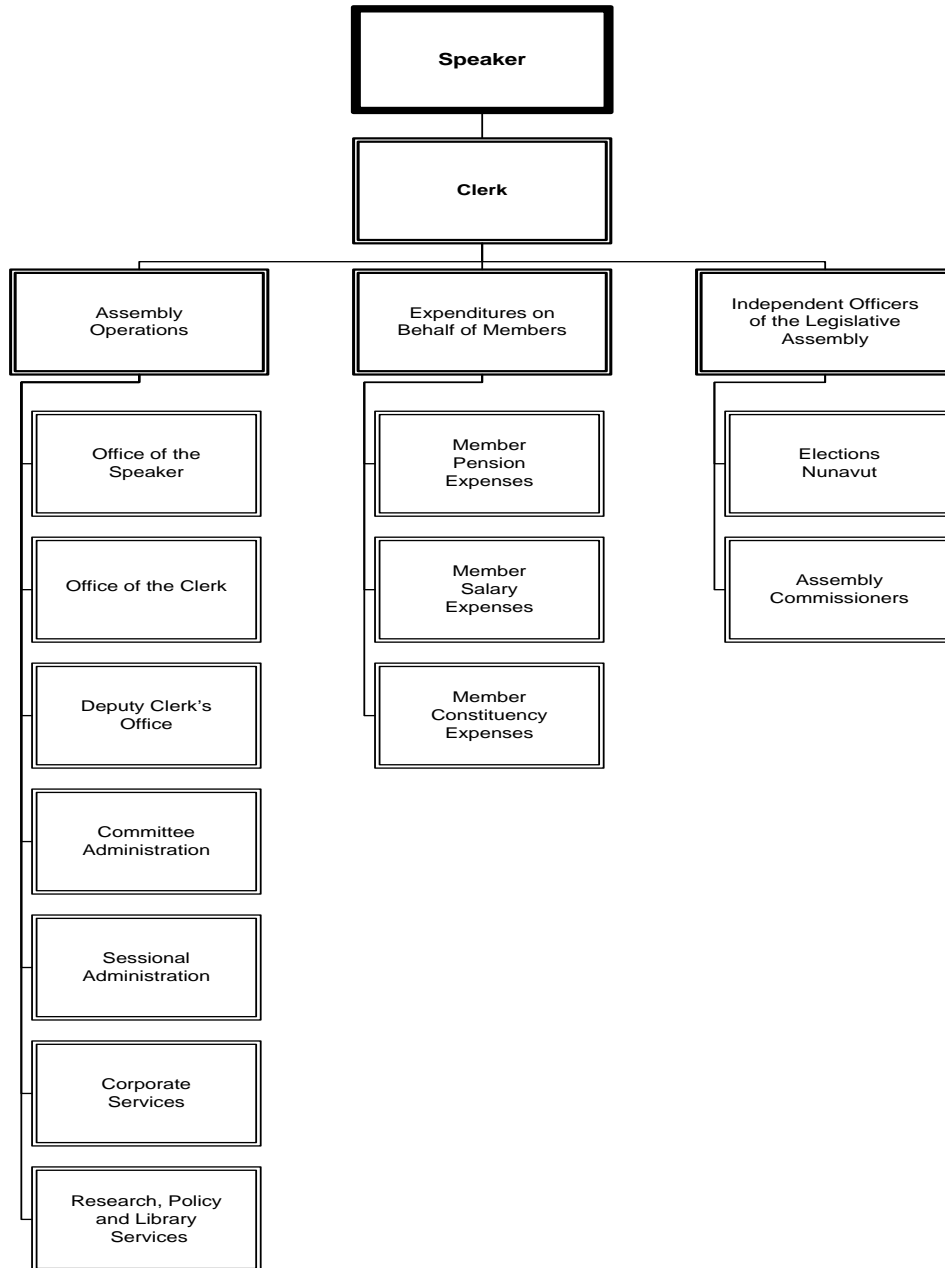 Speaker
Clerk
Assembly
Operations
Expenditures on
Behalf of Members
Independent Officers
of the Legislative
Assembly
Office of the
Speaker
Member
Pension
Expenses
Elections
Nunavut
Office of the Clerk
Member
Salary
Expenses
Assembly
Commissioners
Deputy Clerk's
Office
Member
Constituency
Expenses
Committee
Administration
Sessional
Administration
Corporate
Services
Research, Policy
and Library
Services